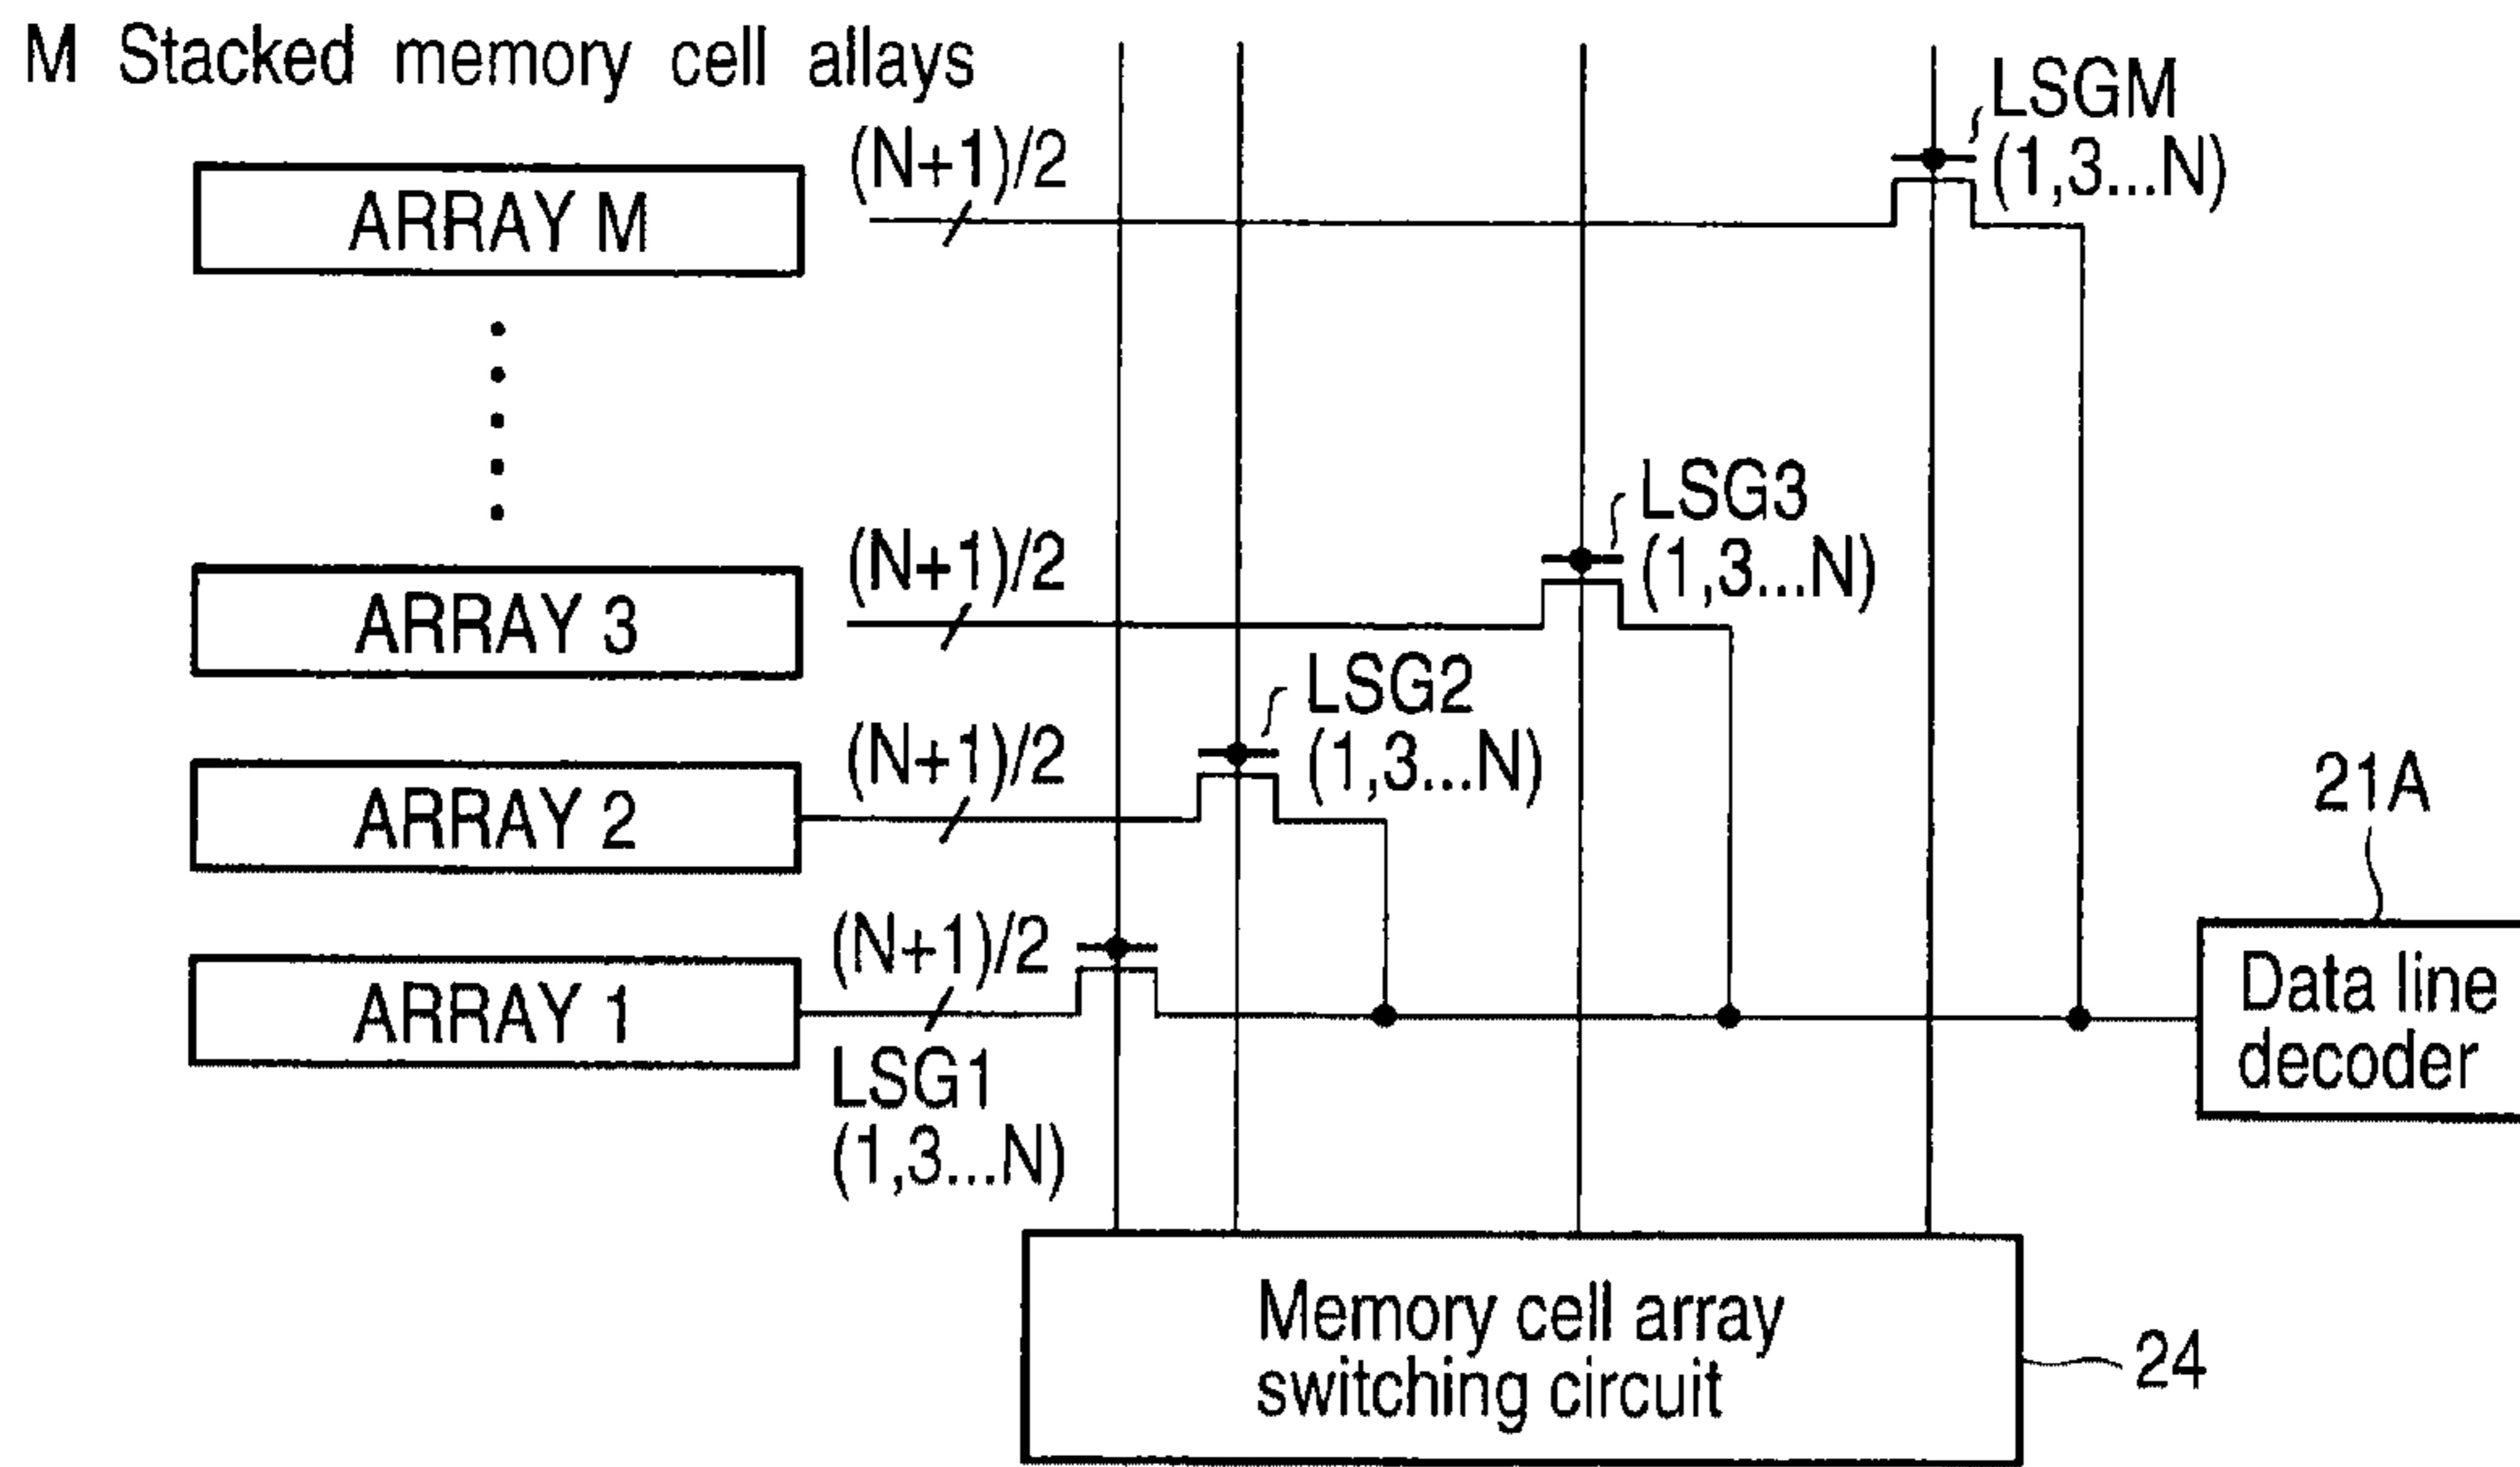 M Stacked memory cell allays
LSGM
(1,3...N)
(N+1)/2
ARRAY M
LSG3
(1,3...N)
(N+1)/2
ARRAY 3
LSG2
(1,3...N)
(N+1)/2
ARRAY 2
21A
(N+1)/2
ARRAY 1
LSG1
(1,3...N)
Data line
decoder
Memory cell array
switching circuit
24